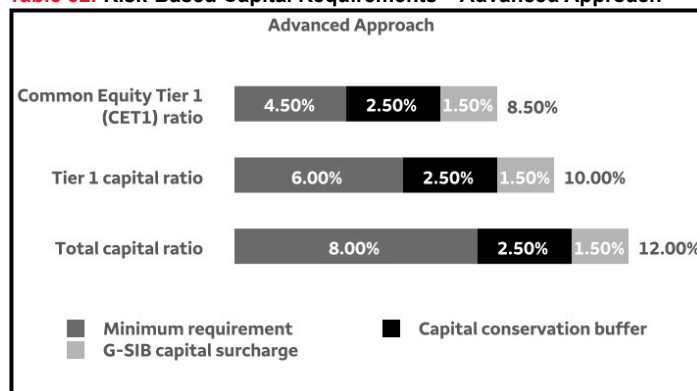 Advanced Approach
Common Equity Tier 1
(CET1) ratio
4.50% 2.50% 1.50% 8.50%
Tier 1 capital ratio
6.00% 2.50% 1.50% 10.00%
Total capital ratio
8.00% 2.50% 1.50% 12.00%
Minimum requirement
Capital conservation buffer
G-SIB capital surcharge